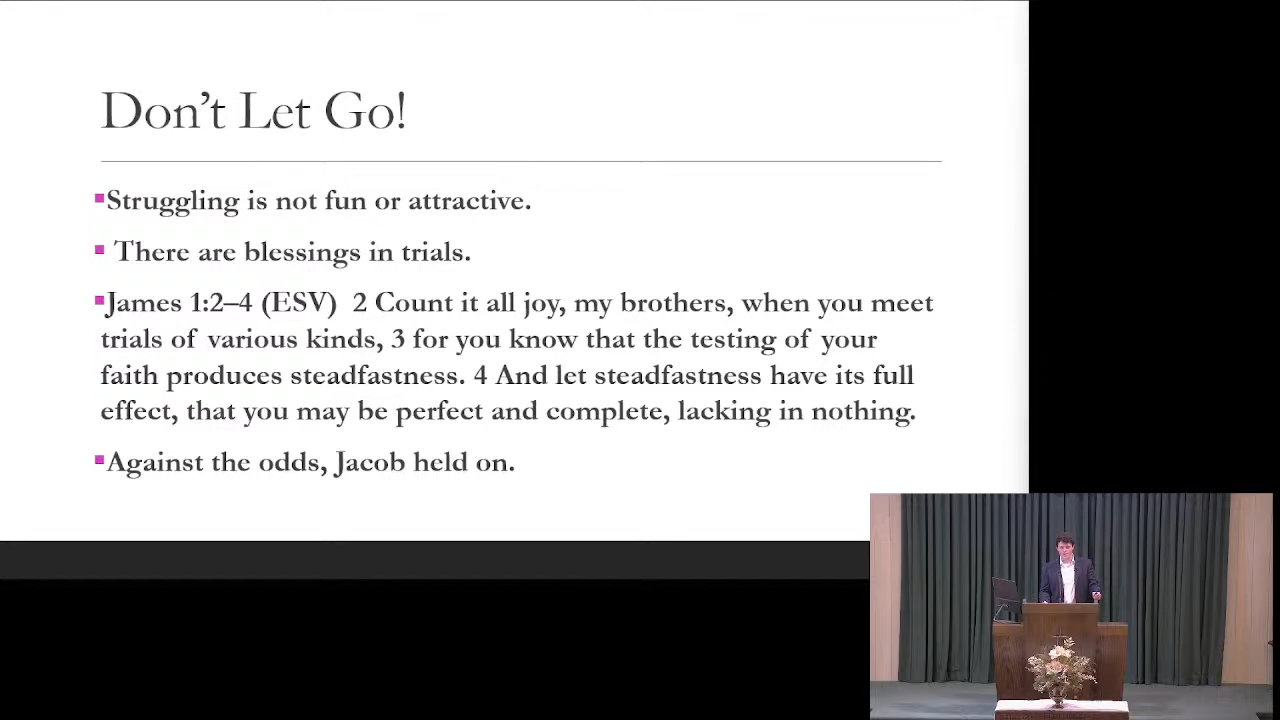 Don't Let Go!
Struggling is not fun or attractive.
There are blessings in trials.
James 1:2–4 (ESV) 2 Count it all joy, my brothers, when you meet
trials of various kinds, 3 for you know that the testing of your
faith produces steadfastness. 4 And let steadfastness have its full
effect, that you may be perfect and complete, lacking in nothing.
Against the odds, Jacob held on.